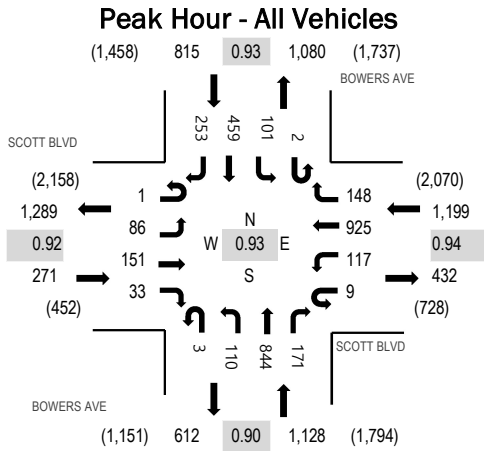 Peak Hour - All Vehicles
(1,458) 815 0.93 1,080 (1,737)
BOWERS AVE
253 459 101 2
SCOTT BLVD
(2,158) 1 148 (2,070)
1,289 86 N 925 1,199
0.92 W 0.93 E 0.94
271 151 S 117 432
(452) 33 9 (728)
3 110 844 171
SCOTT BLVD
BOWERS AVE
(1,151) 612 0.90 1,128 (1,794)